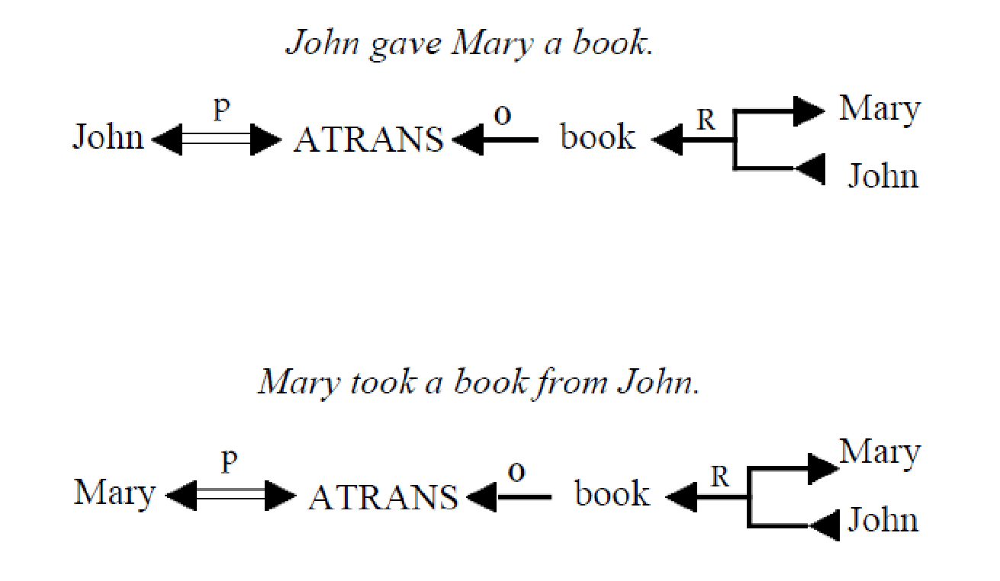 John gave Mary a book.
p
o
R
Mary
John ATRANS book
John
Mary took a book from John.
p
o
R
Mary
Mary ATRANS book
John